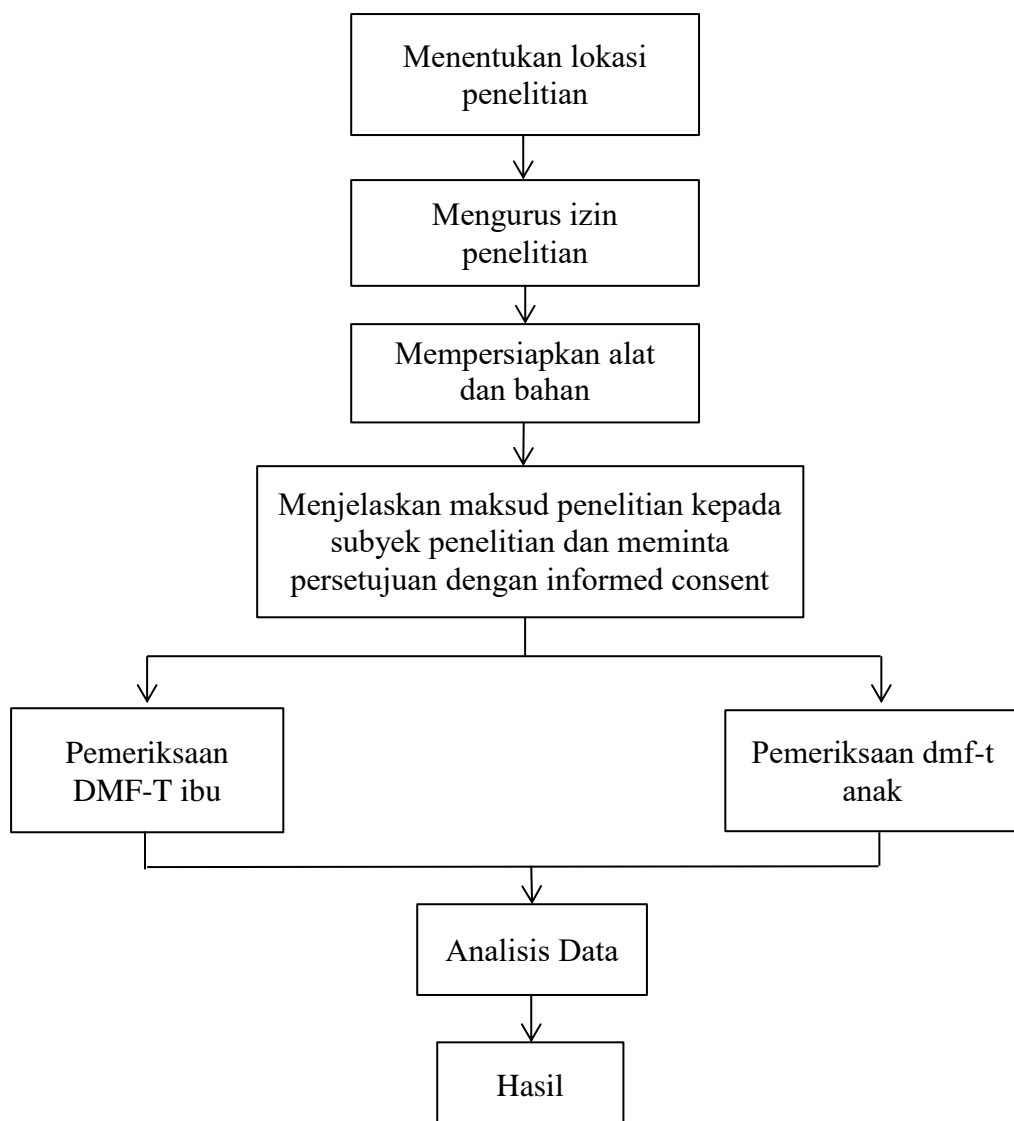 Menentukan lokasi
penelitian
Mengurus izin
penelitian
Mempersiapkan alat
dan bahan
Menjelaskan maksud penelitian kepada
subyek penelitian dan meminta
persetujuan dengan informed consent
Pemeriksaan
DMF-T ibu
Pemeriksaan dmf-t
anak
Analisis Data
Hasil